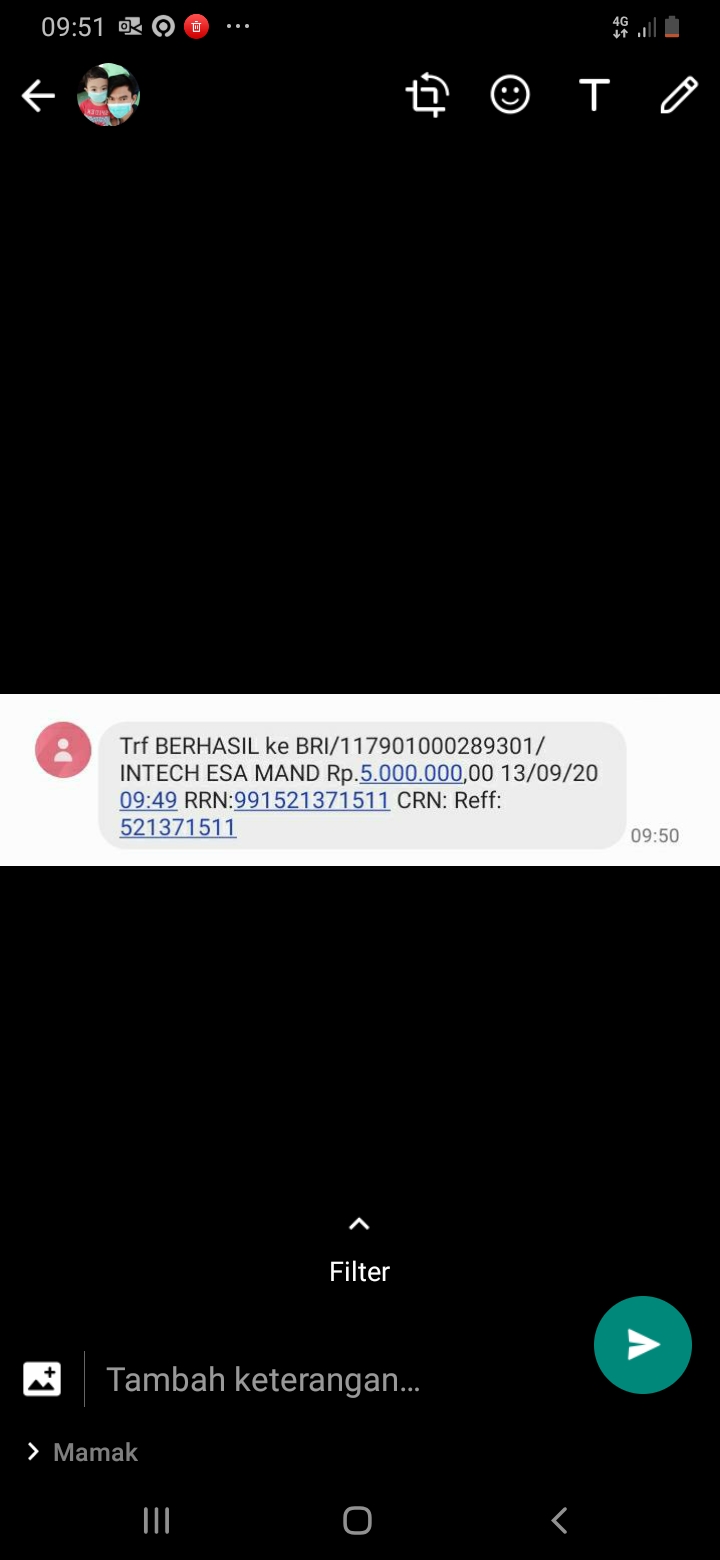 09:51
4G
T
Trf BERHASIL ke BRI/117901000289301/
INTECH ESA MAND Rp.5.000.000,00 13/09/20
09:49 RRN:991521371511 CRN: Reff:
521371511
09:50
Filter
Tambah keterangan...
Mamak